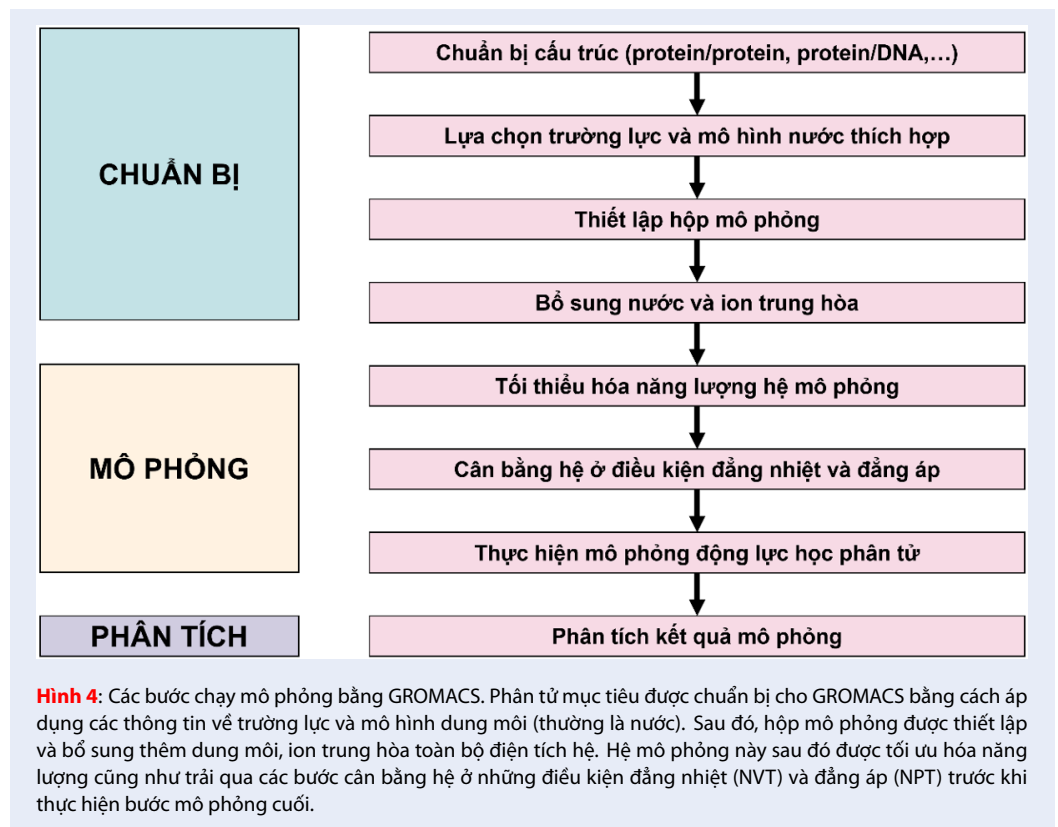 CHUẨN BỊ
Chuẩn bị cấu trúc (protein/protein, protein/DNA,…)
Lựa chọn trường lực và mô hình nước thích hợp
Thiết lập hộp mô phỏng
Bổ sung nước và ion trung hòa
MÔ PHỎNG
Tối thiểu hóa năng lượng hệ mô phỏng
Cân bằng hệ ở điều kiện đẳng nhiệt và đẳng áp
Thực hiện mô phỏng động lực học phân tử
PHÂN TÍCH
Phân tích kết quả mô phỏng
Hình 4: Các bước chạy mô phỏng bằng GROMACS. Phân tử mục tiêu được chuẩn bị cho GROMACS bằng cách áp
dụng các thông tin về trường lực và mô hình dung môi (thường là nước). Sau đó, hộp mô phỏng được thiết lập
và bổ sung thêm dung môi, ion trung hòa toàn bộ điện tích hệ. Hệ mô phỏng này sau đó được tối ưu hóa năng
lượng cũng như trải qua các bước cân bằng hệ ở những điều kiện đẳng nhiệt (NVT) và đẳng áp (NPT) trước khi
thực hiện bước mô phỏng cuối.